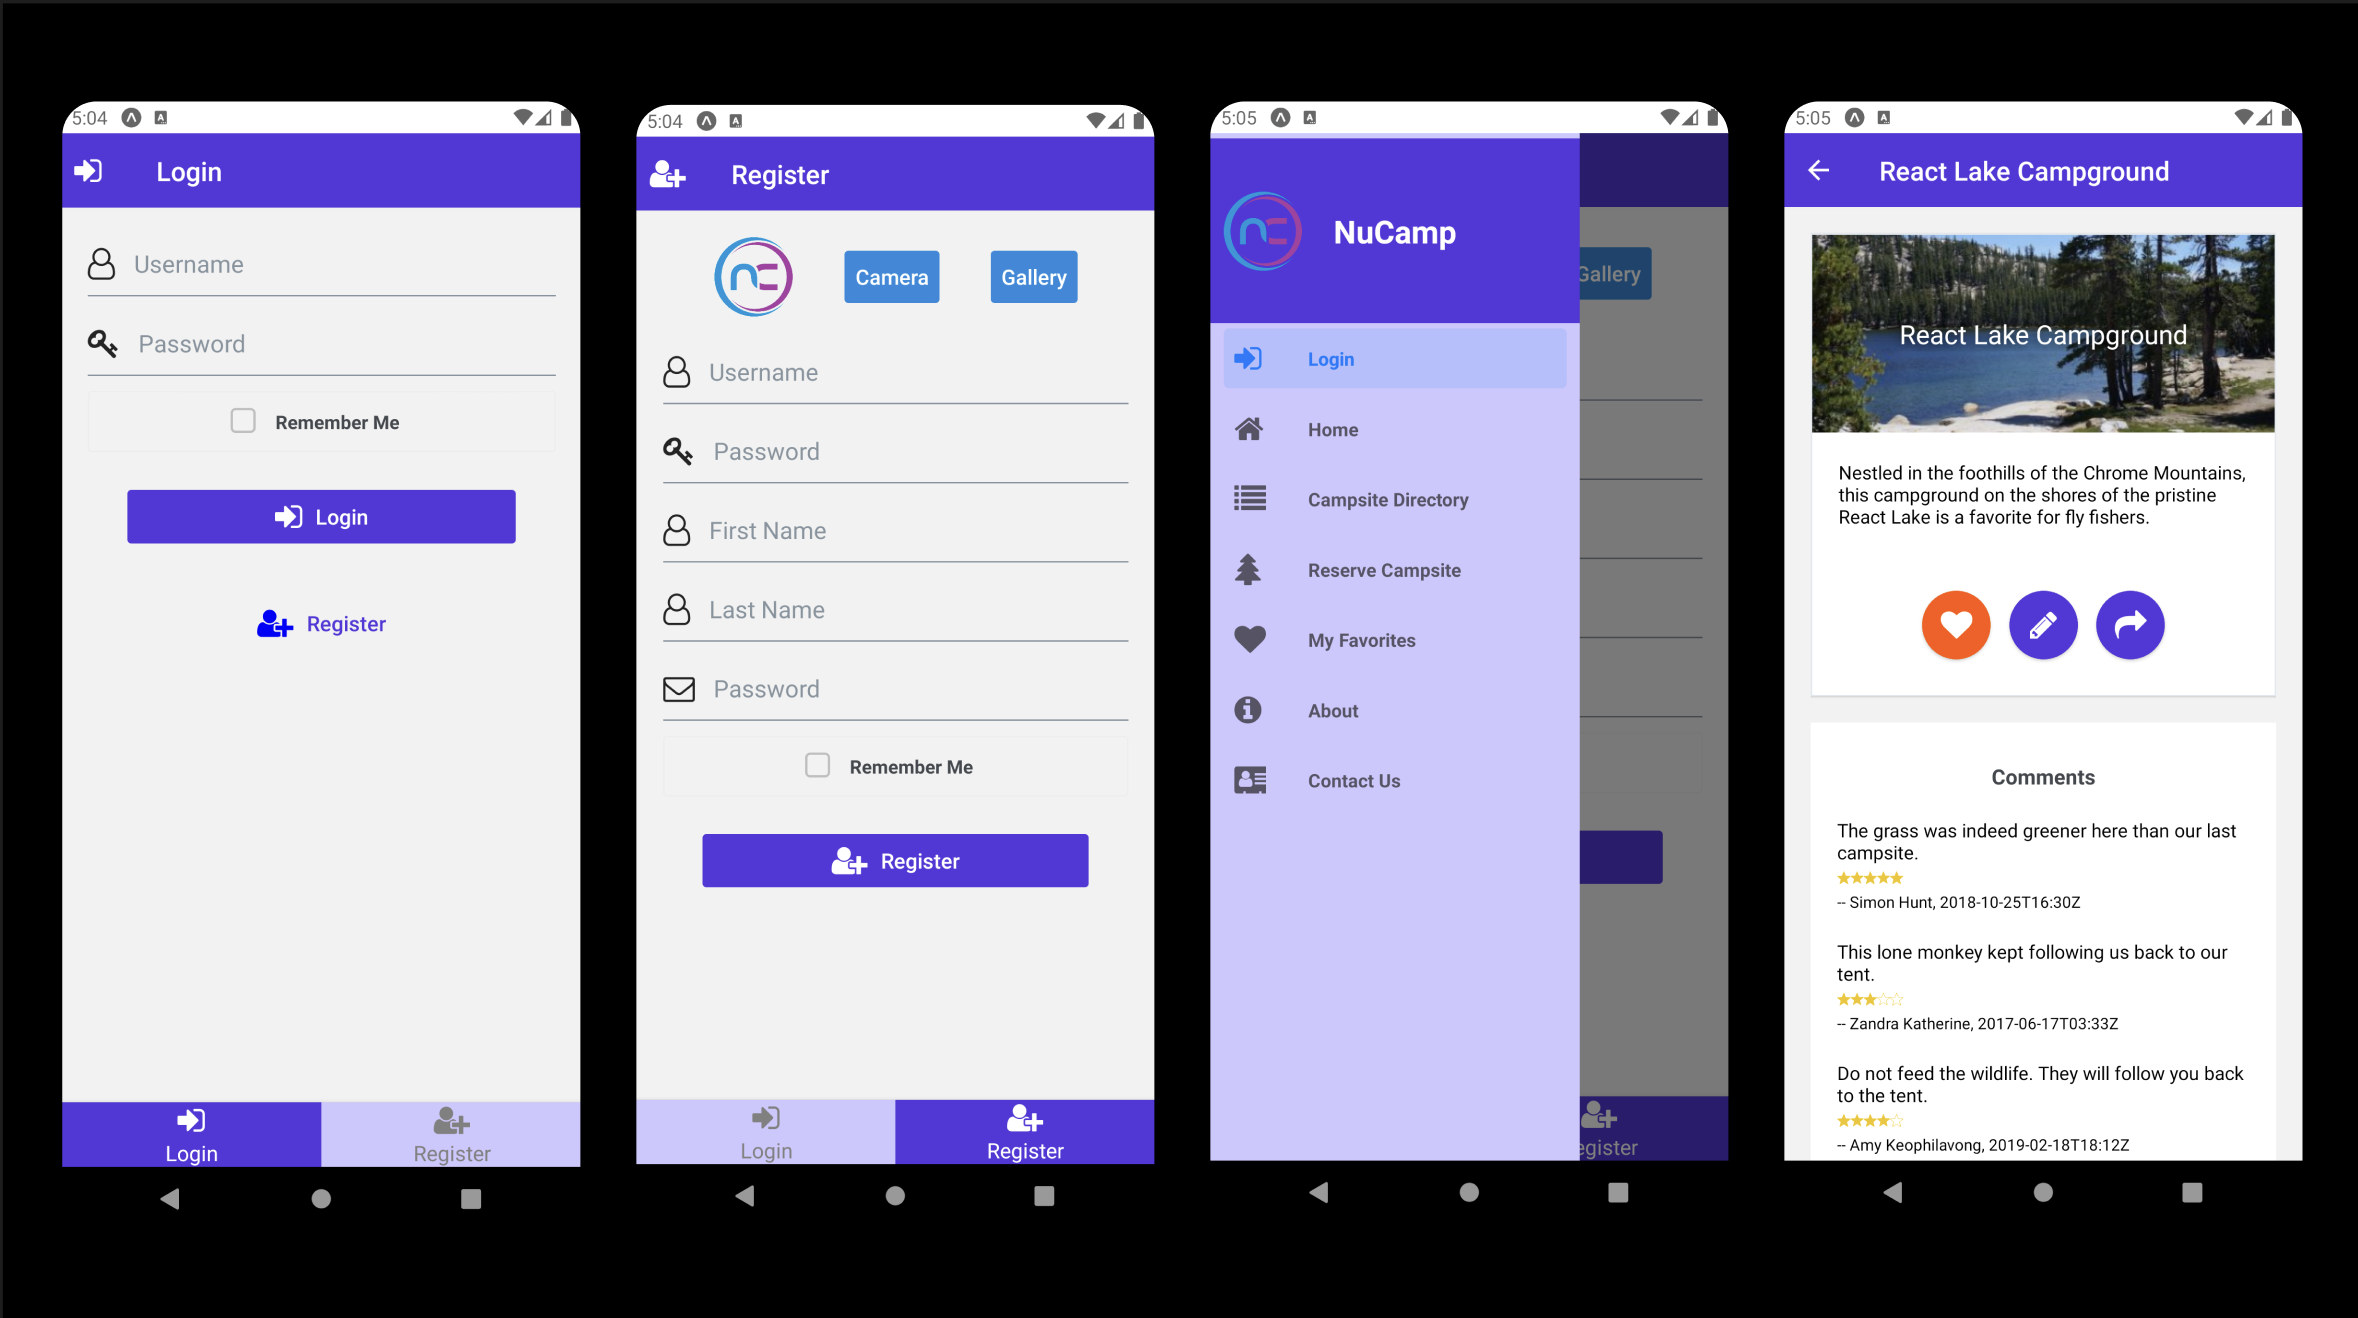 5:04
Login
Username
Password
Remember Me
Login
Register
Login
Register
5:04
Register
nc
Camera
Gallery
Username
Password
First Name
Last Name
Password
Remember Me
Register
Login
Register
5:05
nc
NuCamp
Gallery
Login
Home
Campsite Directory
Reserve Campsite
My Favorites
About
Contact Us
egister
5:05
React Lake Campground
React Lake Campground
Nestled in the foothills of the Chrome Mountains,
this campground on the shores of the pristine
React Lake is a favorite for fly fishers.
Comments
The grass was indeed greener here than our last
campsite.
-- Simon Hunt, 2018-10-25T16:30Z
This lone monkey kept following us back to our
tent.
-- Zandra Katherine, 2017-06-17T03:33Z
Do not feed the wildlife. They will follow you back
to the tent.
-- Amy Keophilavong, 2019-02-18T18:12Z